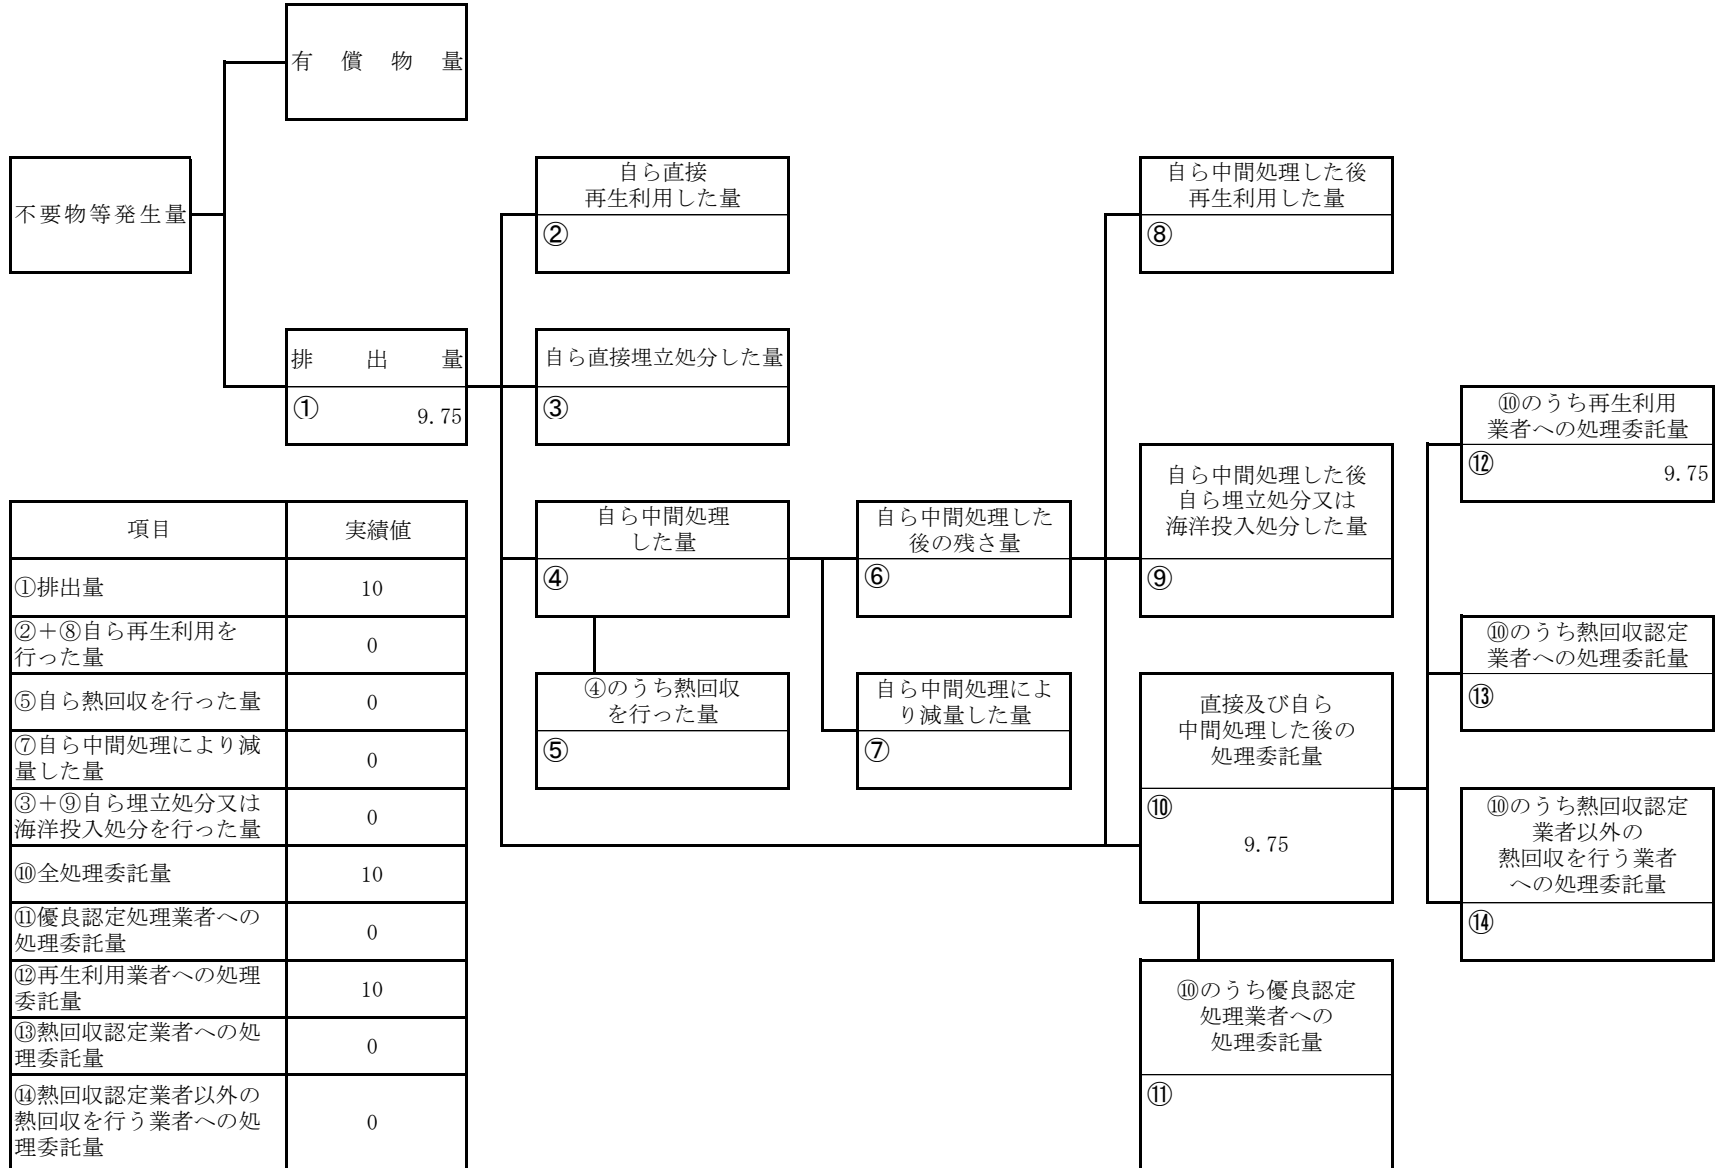 有償物量
不要物等発生量
排出量
①
9.75
自ら直接
再生利用した量
②
自ら直接埋立処分した量
③
自ら中間処理
した量
④
④のうち熱回収
を行った量
⑤
自ら中間処理した
後の残さ量
⑥
自ら中間処理によ
り減量した量
⑦
自ら中間処理した後
再生利用した量
⑧
自ら中間処理した後
自ら埋立処分又は
海洋投入処分した量
⑨
直接及び自ら
中間処理した後の
処理委託量
⑩
9.75
⑩のうち優良認定
処理業者への
処理委託量
⑪
⑩のうち再生利用
業者への処理委託量
⑫
9.75
⑩のうち熱回収認定
業者への処理委託量
⑬
⑩のうち熱回収認定
業者以外の
熱回収を行う業者
への処理委託量
⑭
項目 実績値
①排出量 10
②＋⑧自ら再生利用を
行った量 0
⑤自ら熱回収を行った量 0
⑦自ら中間処理により減
量した量 0
③＋⑨自ら埋立処分又は
海洋投入処分を行った量 0
⑩全処理委託量 10
⑪優良認定処理業者への
処理委託量 0
⑫再生利用業者への処理
委託量 10
⑬熱回収認定業者への処
理委託量 0
⑭熱回収認定業者以外の
熱回収を行う業者への処
理委託量 0